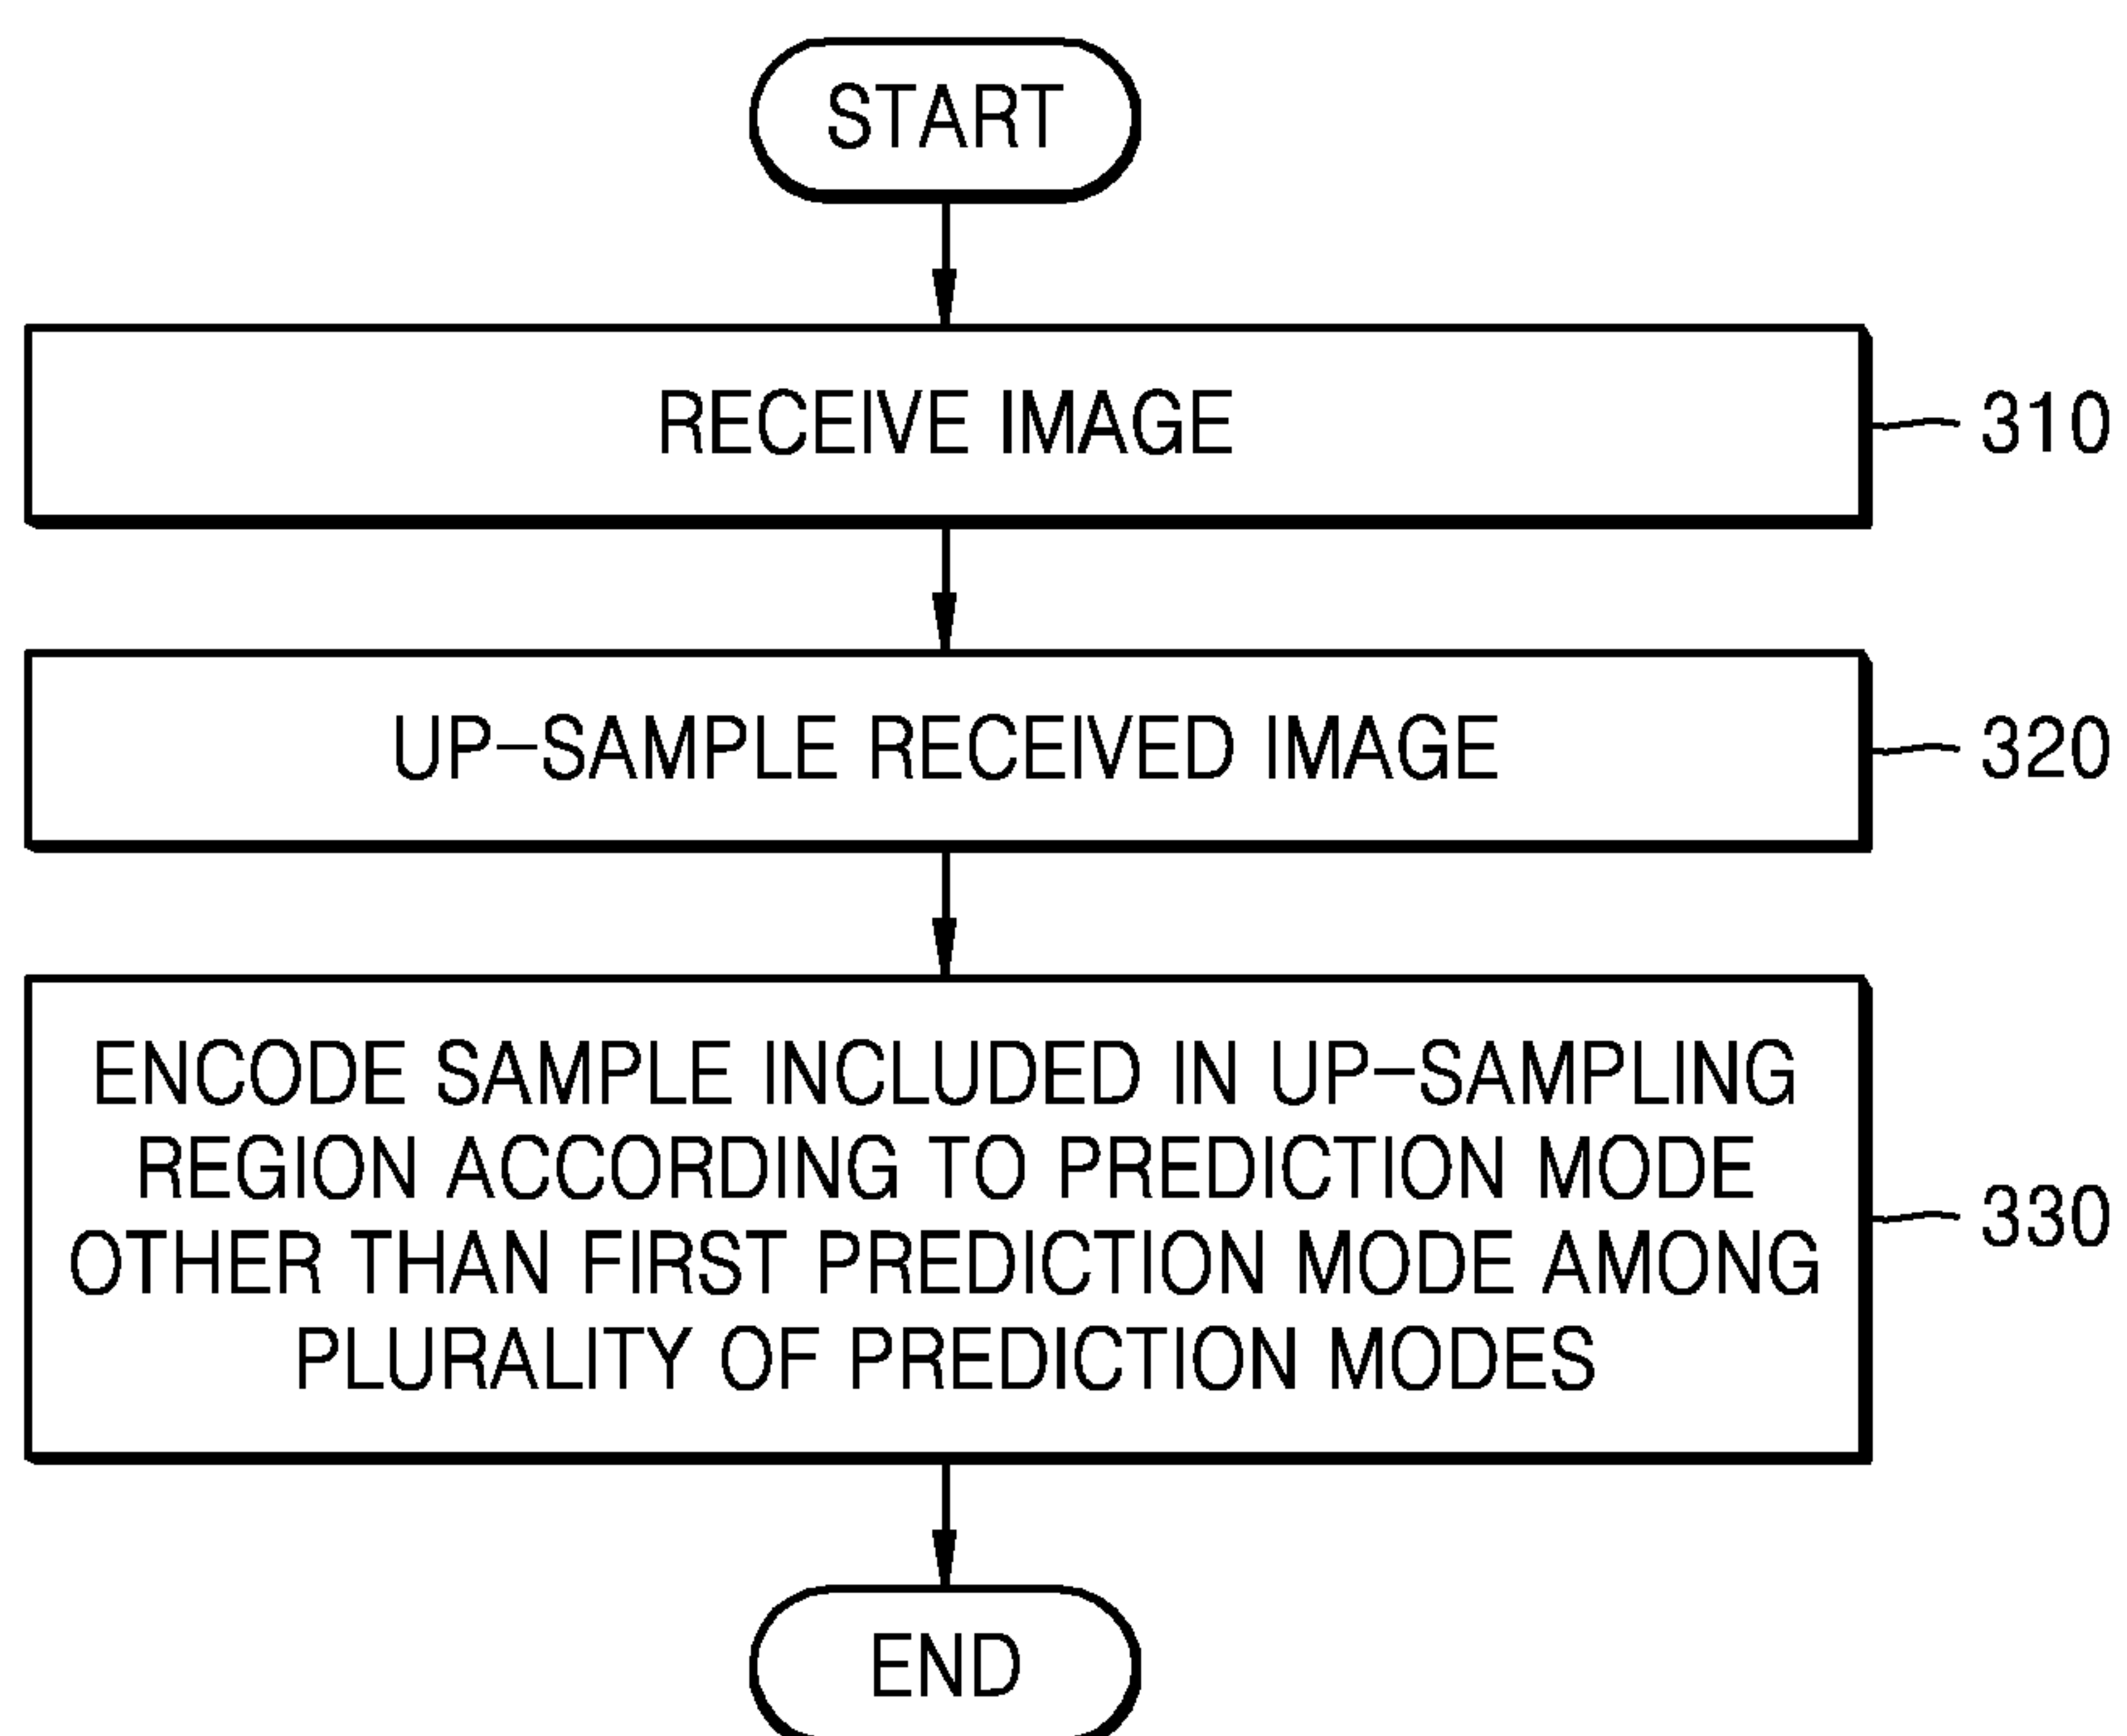 START
RECEIVE IMAGE
310
UP-SAMPLE RECEIVED IMAGE
320
ENCODE SAMPLE INCLUDED IN UP-SAMPLING
REGION ACCORDING TO PREDICTION MODE
OTHER THAN FIRST PREDICTION MODE AMONG
PLURALITY OF PREDICTION MODES
330
END